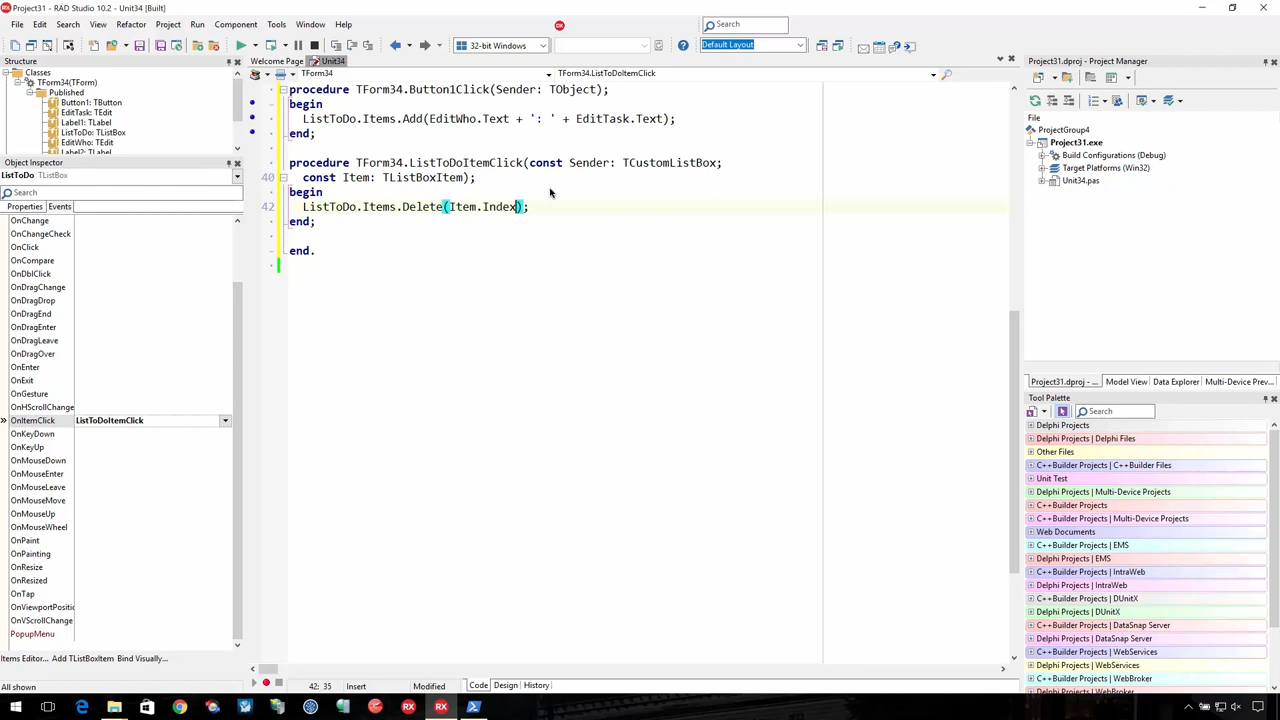 Project31 - RAD Studio 10.2 - Unit34 [Built]
File Edit Search View Refactor Project Run Component Tools Window Help
Search
32-bit Windows
Default Layout
Structure
Classes
TForm34(TForm)
Published
Button1: TButton
EditTask: TEdit
Label1: TLabel
ListToDo: TListBox
EditWho: TEdit
Label2: TLabel
Object Inspector
ListToDo TListBox
Search
Properties Events
OnChange
OnChangeCheck
OnClick
OnCompare
OnDblClick
OnDragChange
OnDragDrop
OnDragEnd
OnDragEnter
OnDragLeave
OnDragOver
OnEnter
OnExit
OnGesture
OnHScrollChange
OnItemClick ListToDoItemClick
OnKeyDown
OnKeyUp
OnMouseDown
OnMouseEnter
OnMouseLeave
OnMouseMove
OnMouseUp
OnMouseWheel
OnPaint
OnPainting
OnResize
OnResized
OnTap
OnViewportPositic
OnVScrollChange
PopupMenu
Items Editor... Add TListBoxItem Bind Visually...
All shown
Welcome Page Unit34
TForm34 TForm34.ListToDoItemClick
procedure TForm34.Button1Click(Sender: TObject);
begin
ListToDo.Items.Add(EditWho.Text + ': ' + EditTask.Text);
end;
procedure TForm34.ListToDoItemClick(const Sender: TCustomListBox;
40 const Item: TListBoxItem);
begin
42 ListToDo.Items.Delete(Item.Index);
end;
end.
42: 35 Insert Modified Code Design History
Project31.dproj - Project Manager
File
ProjectGroup4
Project31.exe
Build Configurations (Debug)
Target Platforms (Win32)
Unit34.pas
Project31.dproj - ... Model View Data Explorer Multi-Device Prev...
Tool Palette
Search
Delphi Projects
Delphi Projects | Delphi Files
Other Files
C++Builder Projects | C++Builder Files
Unit Test
Delphi Projects | Multi-Device Projects
C++Builder Projects
C++Builder Projects | Multi-Device Projects
Web Documents
C++Builder Projects | EMS
Delphi Projects | EMS
C++Builder Projects | IntraWeb
Delphi Projects | IntraWeb
C++Builder Projects | DUnitX
Delphi Projects | DUnitX
C++Builder Projects | DataSnap Server
Delphi Projects | DataSnap Server
C++Builder Projects | WebServices
Delphi Projects | WebServices
C++Builder Projects | WebBroker
Delphi Projects | WebBroker